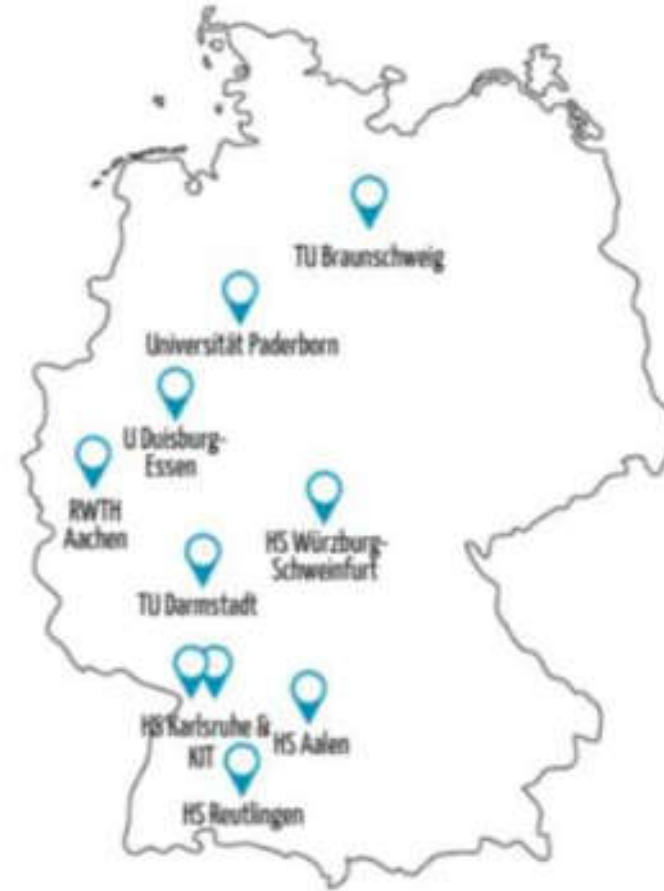 TU Braunschweig
Universität Paderborn
U Duisburg-
Essen
RWTH
Aachen
HS Würzburg-
Schweinfurt
TU Darmstadt
HS Karlsruhe &
KIT
HS Aalen
HS Reutlingen